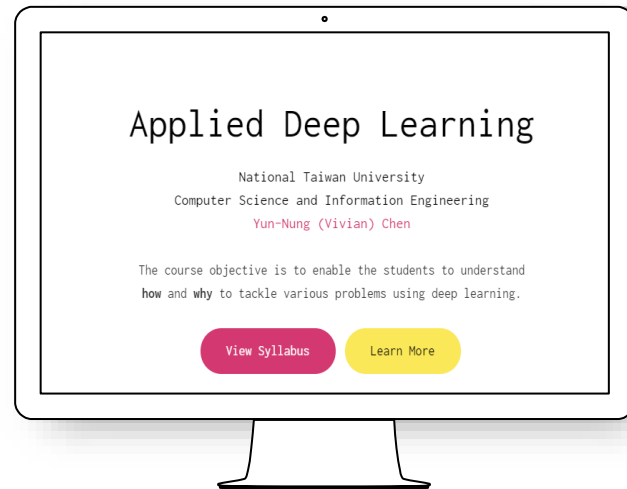 Applied Deep Learning
National Taiwan University
Computer Science and Information Engineering
Yun-Nung (Vivian) Chen
The course objective is to enable the students to understand
how and why to tackle various problems using deep learning.
View Syllabus
Learn More